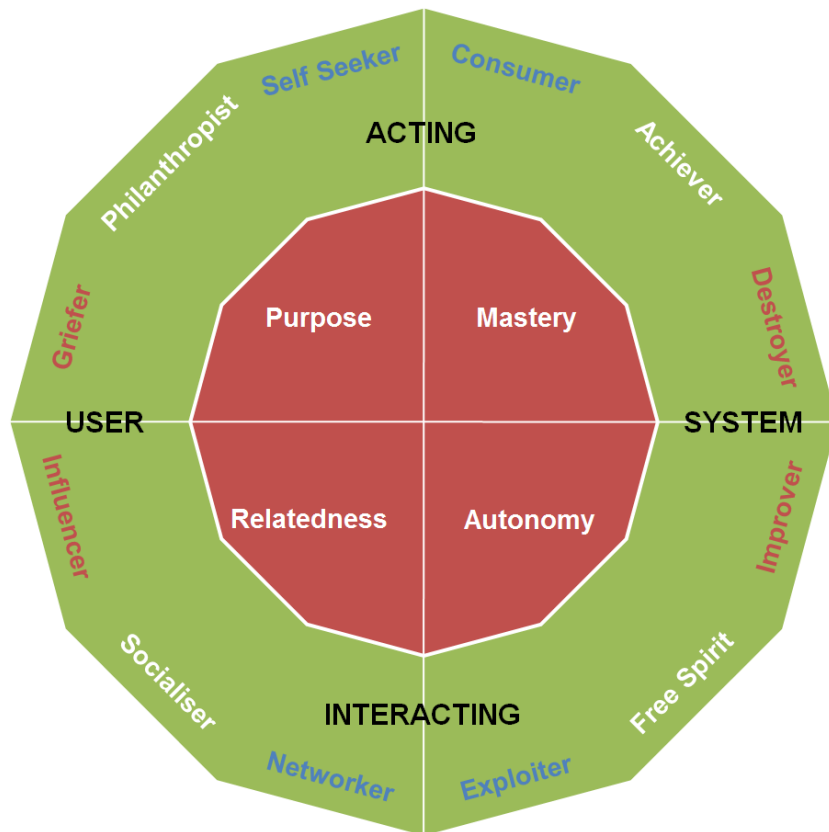 Self Seeker
Consumer
Philanthropist
ACTING
Achiever
Griefer
Purpose
Mastery
Destroyer
USER
SYSTEM
Influencer
Relatedness
Autonomy
Improver
Socialiser
INTERACTING
Free Spirit
Networker
Exploiter